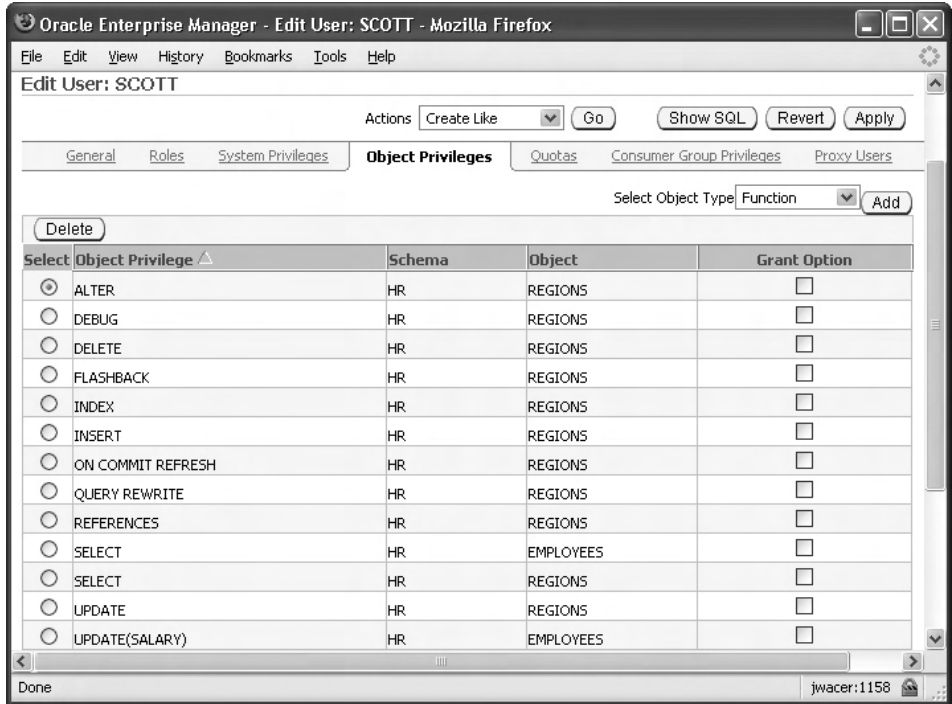 Oracle Enterprise Manager - Edit User: SCOTT - Mozilla Firefox
File Edit View History Bookmarks Tools Help
Edit User: SCOTT
Actions Create Like Go Show SQL Revert Apply
General Roles System Privileges Object Privileges Quotas Consumer Group Privileges Proxy Users
Select Object Type Function Add
Delete
Select Object Privilege Schema Object Grant Option
ALTER HR REGIONS
DEBUG HR REGIONS
DELETE HR REGIONS
FLASHBACK HR REGIONS
INDEX HR REGIONS
INSERT HR REGIONS
ON COMMIT REFRESH HR REGIONS
QUERY REWRITE HR REGIONS
REFERENCES HR REGIONS
SELECT HR EMPLOYEES
SELECT HR REGIONS
UPDATE HR REGIONS
UPDATE(SALARY) HR EMPLOYEES
Done jwacer:1158